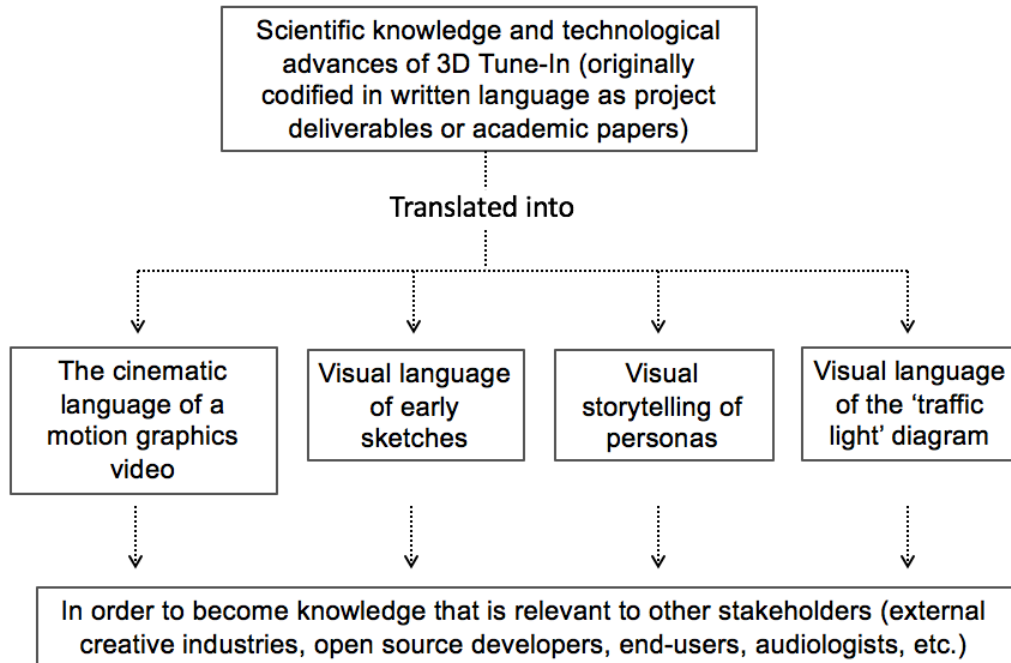 Scientific knowledge and technological
advances of 3D Tune-In (originally
codified in written language as project
deliverables or academic papers)
Translated into
The cinematic
language of a
motion graphics
video
Visual language
of early
sketches
Visual
storytelling of
personas
Visual language
of the ‘traffic
light’ diagram
In order to become knowledge that is relevant to other stakeholders (external
creative industries, open source developers, end-users, audiologists, etc.)